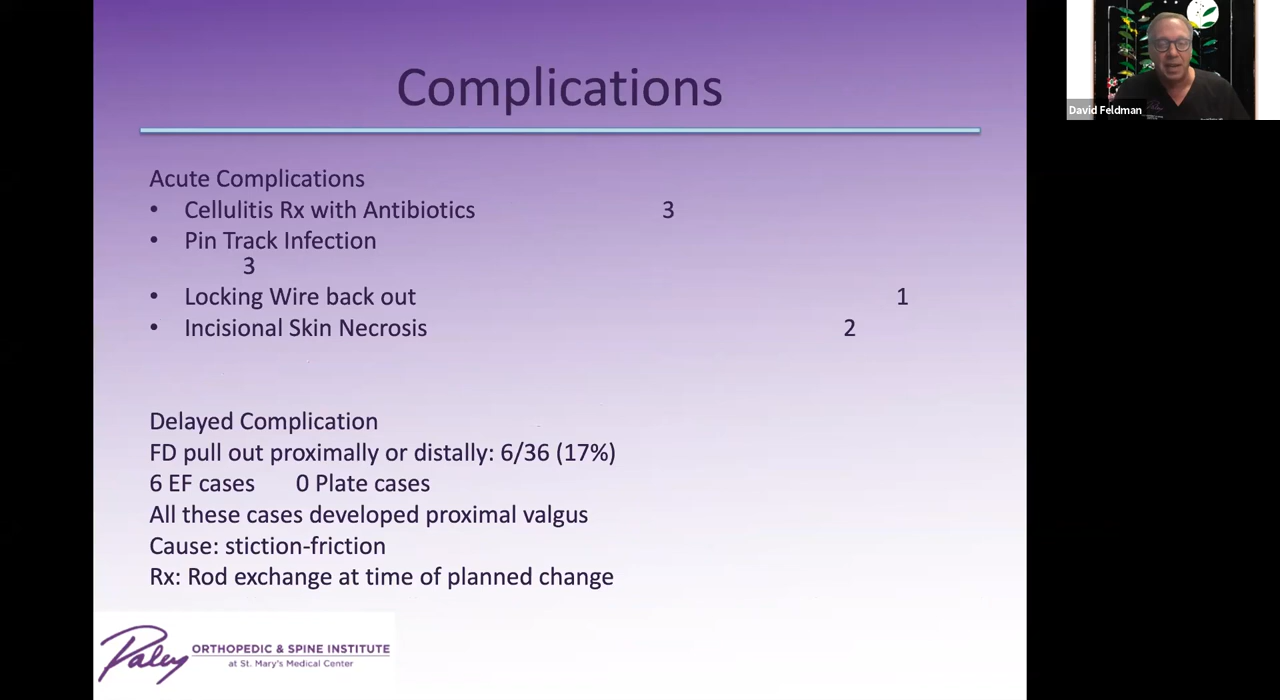 Complications
Acute Complications
• Cellulitis Rx with Antibiotics 3
• Pin Track Infection
3
• Locking Wire back out 1
• Incisional Skin Necrosis 2
Delayed Complication
FD pull out proximally or distally: 6/36 (17%)
6 EF cases 0 Plate cases
All these cases developed proximal valgus
Cause: stiction-friction
Rx: Rod exchange at time of planned change
Paley ORTHOPEDIC & SPINE INSTITUTE
at St. Mary's Medical Center
David Feldman